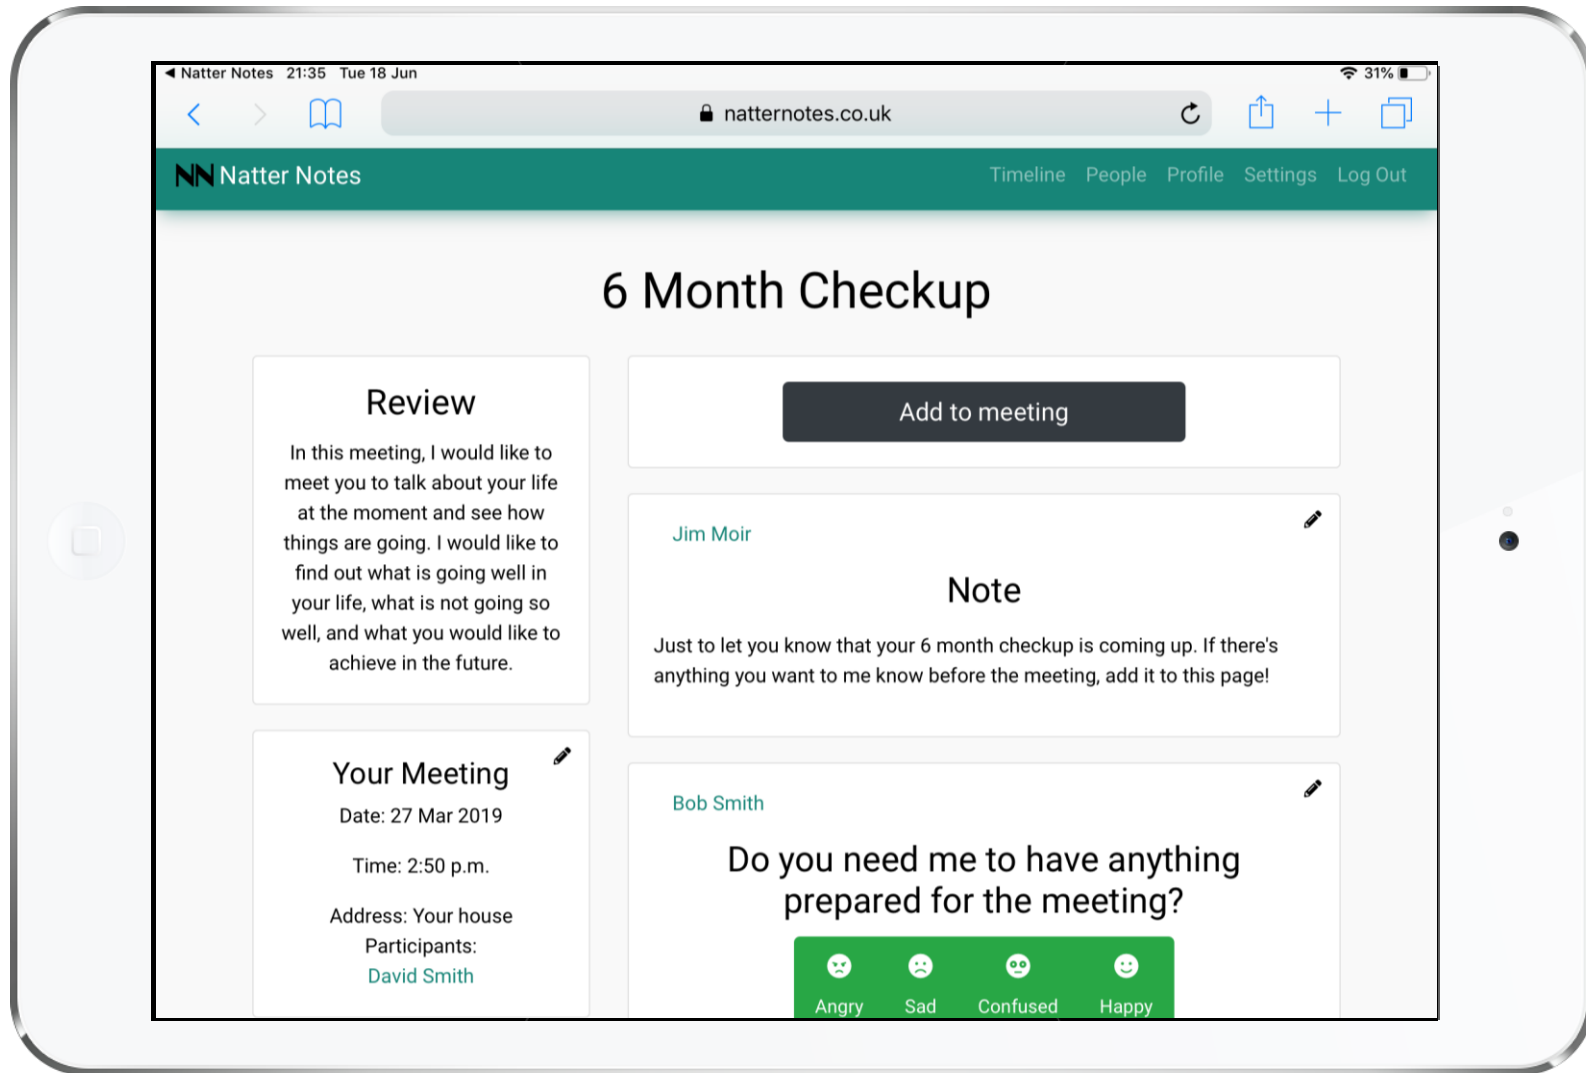 Natter Notes 21:35 Tue 18 Jun
31%
natternotes.co.uk
NN Natter Notes
Timeline People Profile Settings Log Out
6 Month Checkup
Review
In this meeting, I would like to
meet you to talk about your life
at the moment and see how
things are going. I would like to
find out what is going well in
your life, what is not going so
well, and what you would like to
achieve in the future.
Your Meeting
Date: 27 Mar 2019
Time: 2:50 p.m.
Address: Your house
Participants:
David Smith
Add to meeting
Jim Moir
Note
Just to let you know that your 6 month checkup is coming up. If there's
anything you want to me know before the meeting, add it to this page!
Bob Smith
Do you need me to have anything
prepared for the meeting?
Angry Sad Confused Happy